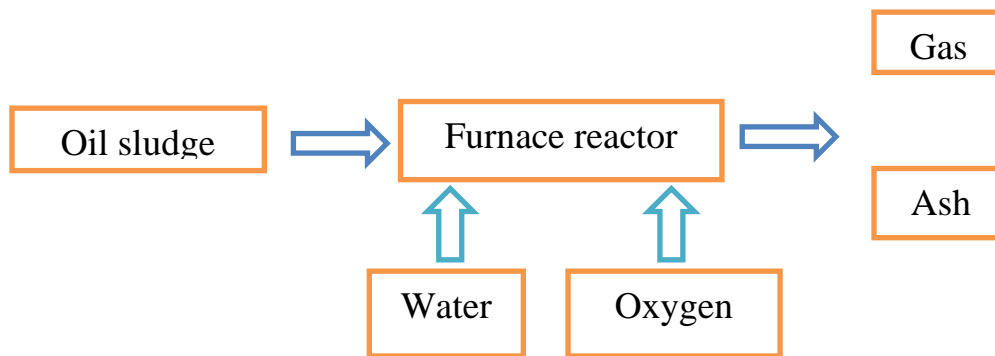 Gas
Oil sludge
Furnace reactor
Ash
Water
Oxygen